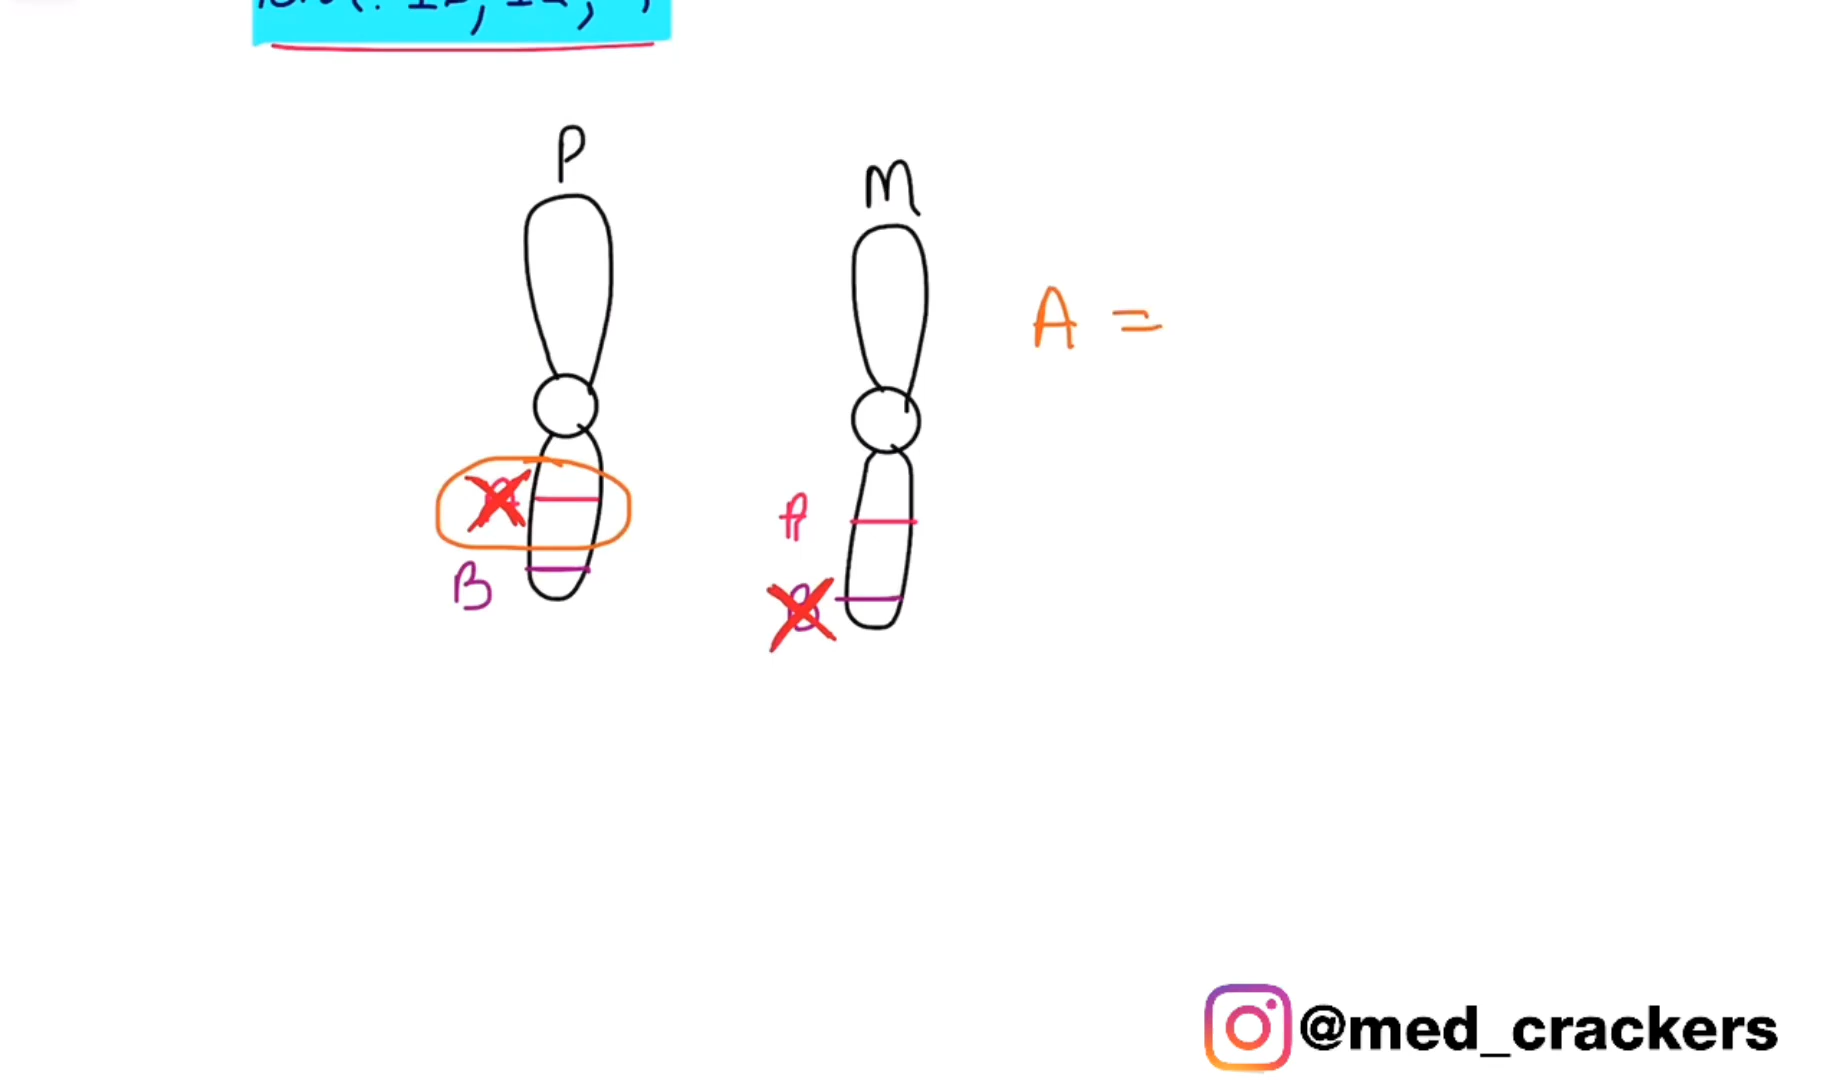 P
M
A =
A
A
B
B
@med_crackers